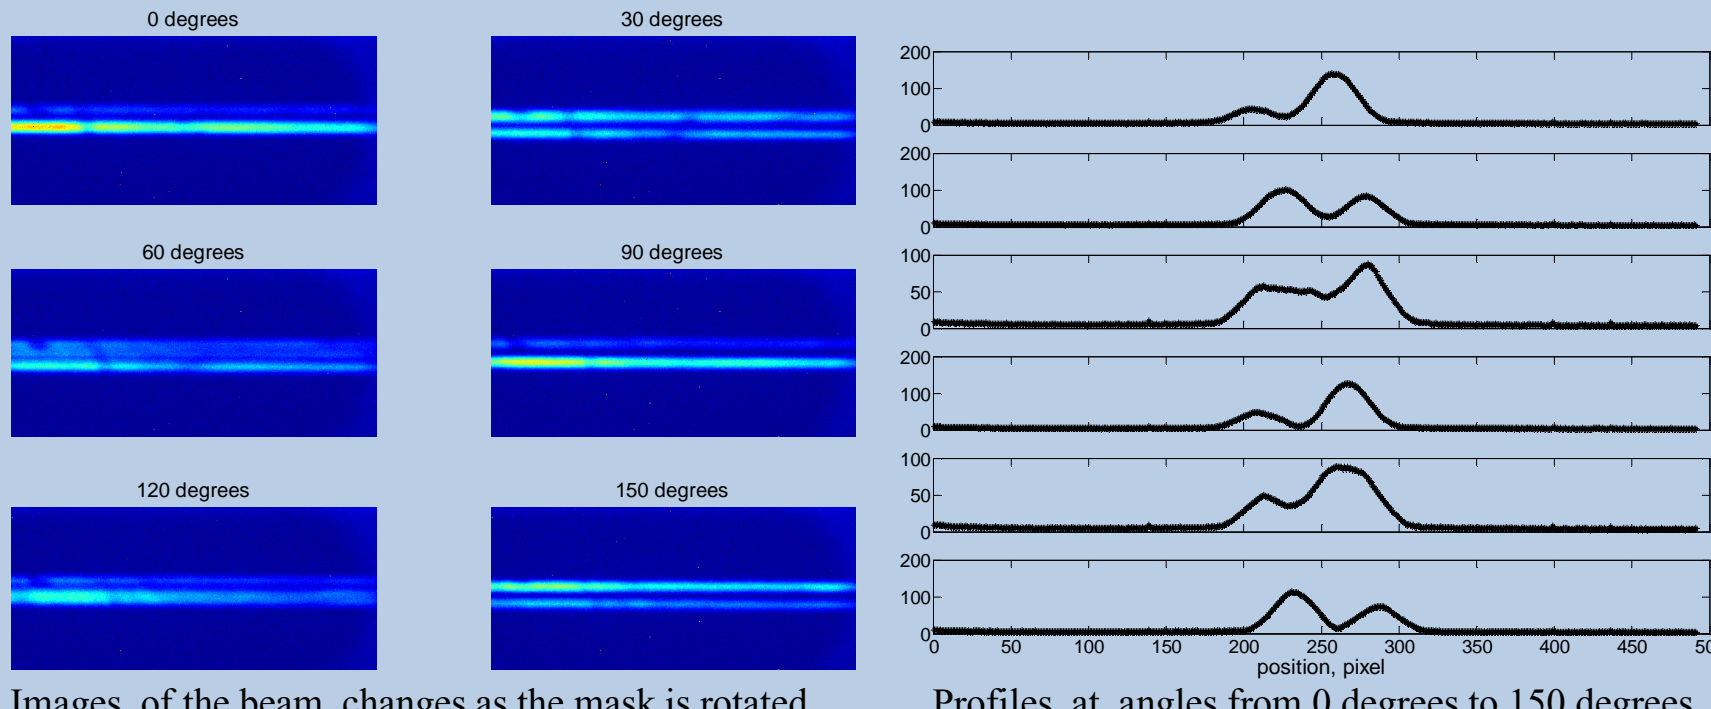 0 degrees
30 degrees
60 degrees
90 degrees
120 degrees
150 degrees
200
100
0
200
100
0
100
50
0
200
100
0
100
50
0
200
100
0
0 50 100 150 200 250 300 350 400 450
position, pixel
Images of the beam changes as the mask is rotated
Profiles at angles from 0 degrees to 150 degrees